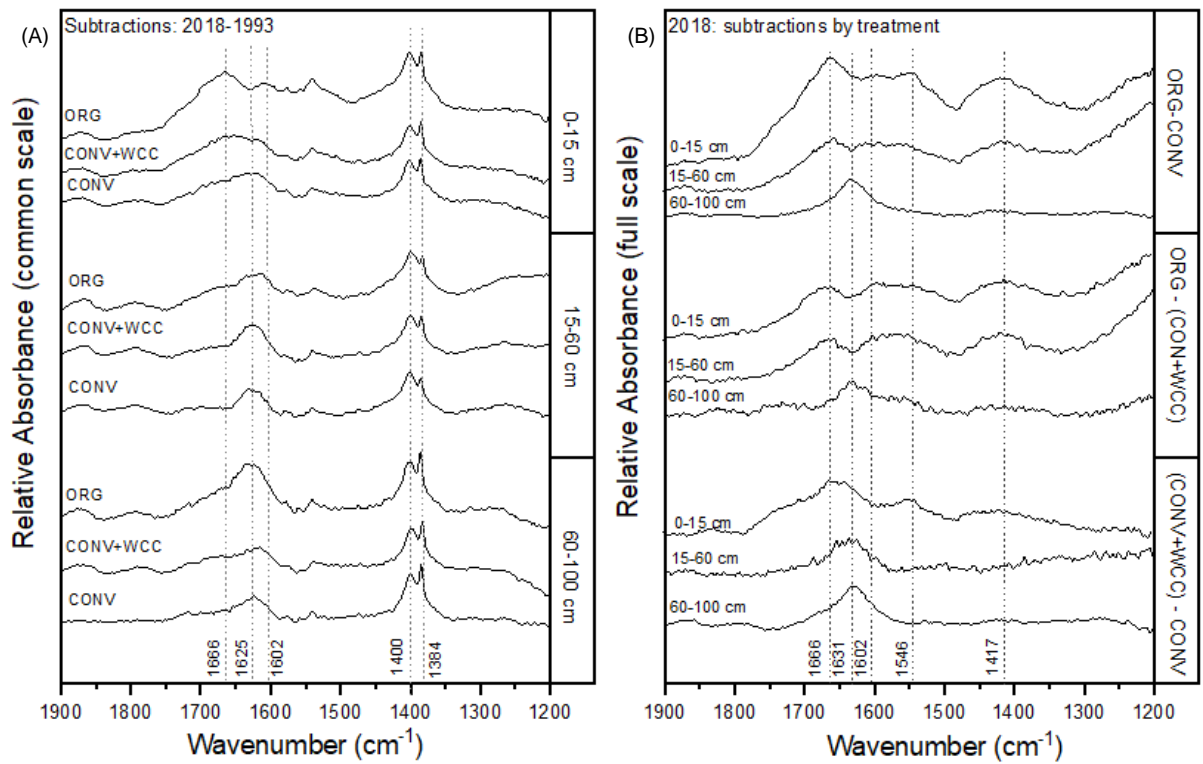 (A)
Subtractions: 2018-1993
ORG
CONV+WCC
CONV
0-15 cm
ORG
CONV+WCC
CONV
15-60 cm
ORG
CONV+WCC
CONV
60-100 cm
1666
1625
1602
1400
1384
1900 1800 1700 1600 1500 1400 1300 1200
Wavenumber (cm⁻¹)
Relative Absorbance (common scale)
(B)
2018: subtractions by treatment
0-15 cm
15-60 cm
60-100 cm
ORG-CONV
0-15 cm
15-60 cm
60-100 cm
ORG - (CON+WCC)
0-15 cm
15-60 cm
60-100 cm
(CONV+WCC) - CONV
1666
1631
1602
1546
1417
1900 1800 1700 1600 1500 1400 1300 1200
Wavenumber (cm⁻¹)
Relative Absorbance (full scale)